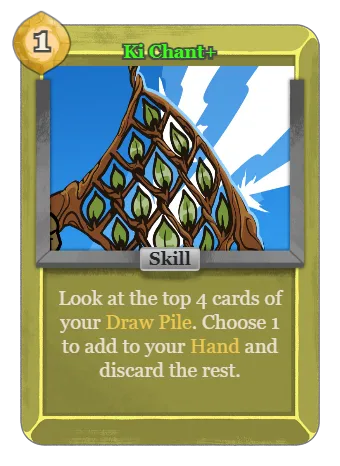 1
Ki Chant+
Skill
Look at the top 4 cards of
your Draw Pile. Choose 1
to add to your Hand and
discard the rest.